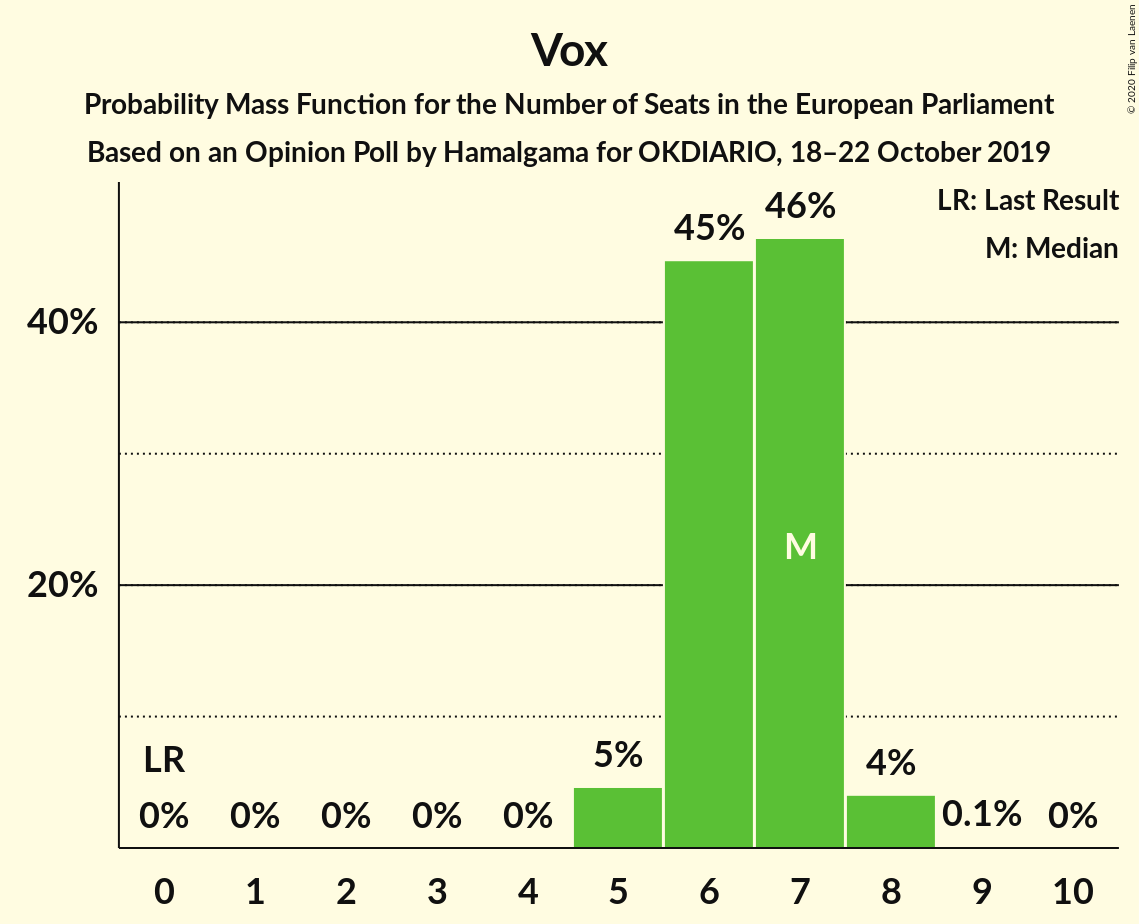 Vox
Probability Mass Function for the Number of Seats in the European Parliament
Based on an Opinion Poll by Hamalgama for OKDIARIO, 18–22 October 2019
© 2020 Filip van Laenen
LR: Last Result
M: Median
40%
20%
LR
0%
0%
0%
0%
0%
5%
45%
46%
M
4%
0.1%
0%
0 1 2 3 4 5 6 7 8 9 10